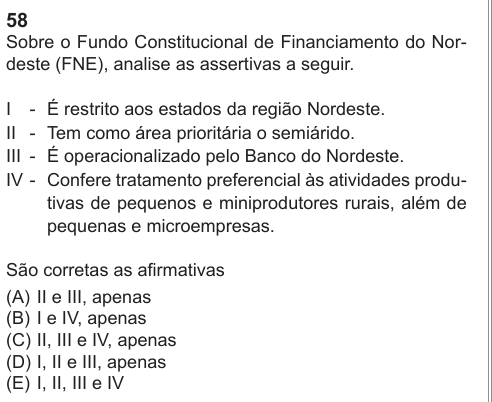 58
Sobre o Fundo Constitucional de Financiamento do Nor-
deste (FNE), analise as assertivas a seguir.
I - É restrito aos estados da região Nordeste.
II - Tem como área prioritária o semiárido.
III - É operacionalizado pelo Banco do Nordeste.
IV - Confere tratamento preferencial às atividades produ-
tivas de pequenos e miniprodutores rurais, além de
pequenas e microempresas.
São corretas as afirmativas
(A) II e III, apenas
(B) I e IV, apenas
(C) II, III e IV, apenas
(D) I, II e III, apenas
(E) I, II, III e IV